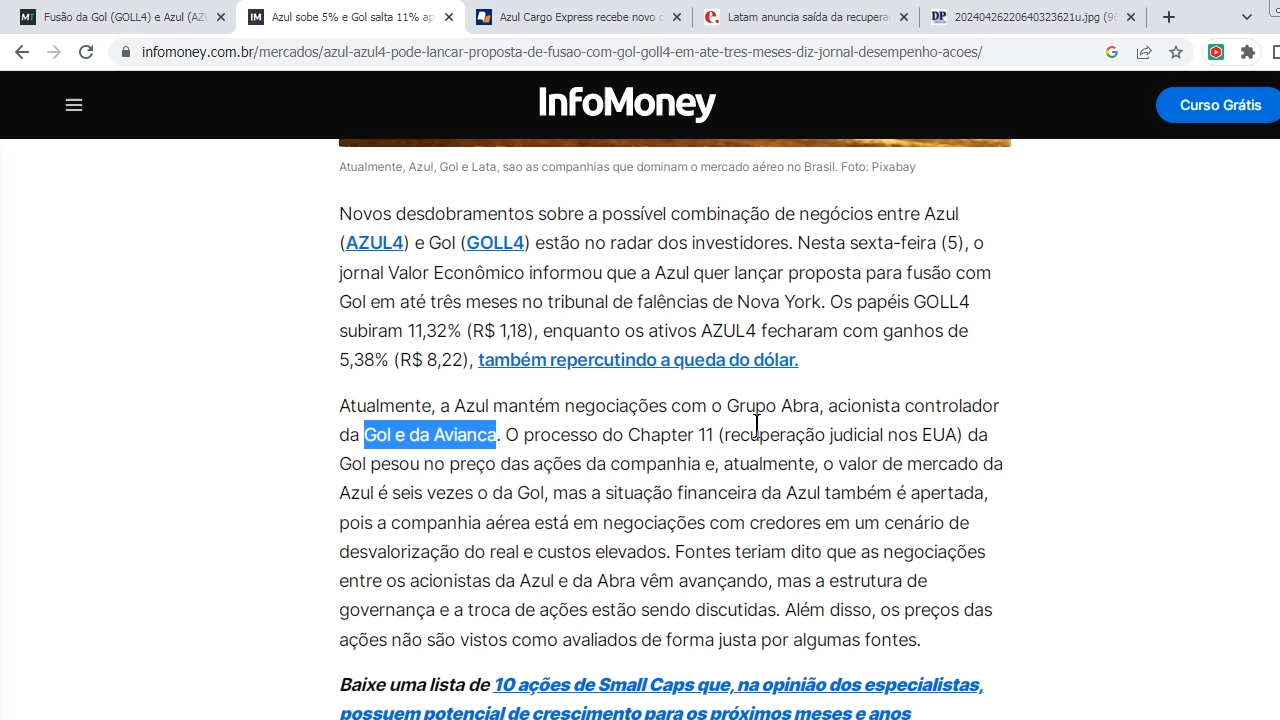 Fusão da Gol (GOLL4) e Azul (AZU
Azul sobe 5% e Gol salta 11% ap
Azul Cargo Express recebe novo c
Latam anuncia saída da recupera
20240426220640323621u.jpg (96
infomoney.com.br/mercados/azul-azul4-pode-lancar-proposta-de-fusao-com-gol-goll4-em-ate-tres-meses-diz-jornal-desempenho-acoes/
InfoMoney
Curso Grátis
Atualmente, Azul, Gol e Lata, sao as companhias que dominam o mercado aéreo no Brasil. Foto: Pixabay
Novos desdobramentos sobre a possível combinação de negócios entre Azul
(AZUL4) e Gol (GOLL4) estão no radar dos investidores. Nesta sexta-feira (5), o
jornal Valor Econômico informou que a Azul quer lançar proposta para fusão com
Gol em até três meses no tribunal de falências de Nova York. Os papéis GOLL4
subiram 11,32% (R$ 1,18), enquanto os ativos AZUL4 fecharam com ganhos de
5,38% (R$ 8,22), também repercutindo a queda do dólar.
Atualmente, a Azul mantém negociações com o Grupo Abra, acionista controlador
da Gol e da Avianca. O processo do Chapter 11 (recuperação judicial nos EUA) da
Gol pesou no preço das ações da companhia e, atualmente, o valor de mercado da
Azul é seis vezes o da Gol, mas a situação financeira da Azul também é apertada,
pois a companhia aérea está em negociações com credores em um cenário de
desvalorização do real e custos elevados. Fontes teriam dito que as negociações
entre os acionistas da Azul e da Abra vêm avançando, mas a estrutura de
governança e a troca de ações estão sendo discutidas. Além disso, os preços das
ações não são vistos como avaliados de forma justa por algumas fontes.
Baixe uma lista de 10 ações de Small Caps que, na opinião dos especialistas,
possuem potencial de crescimento para os próximos meses e anos